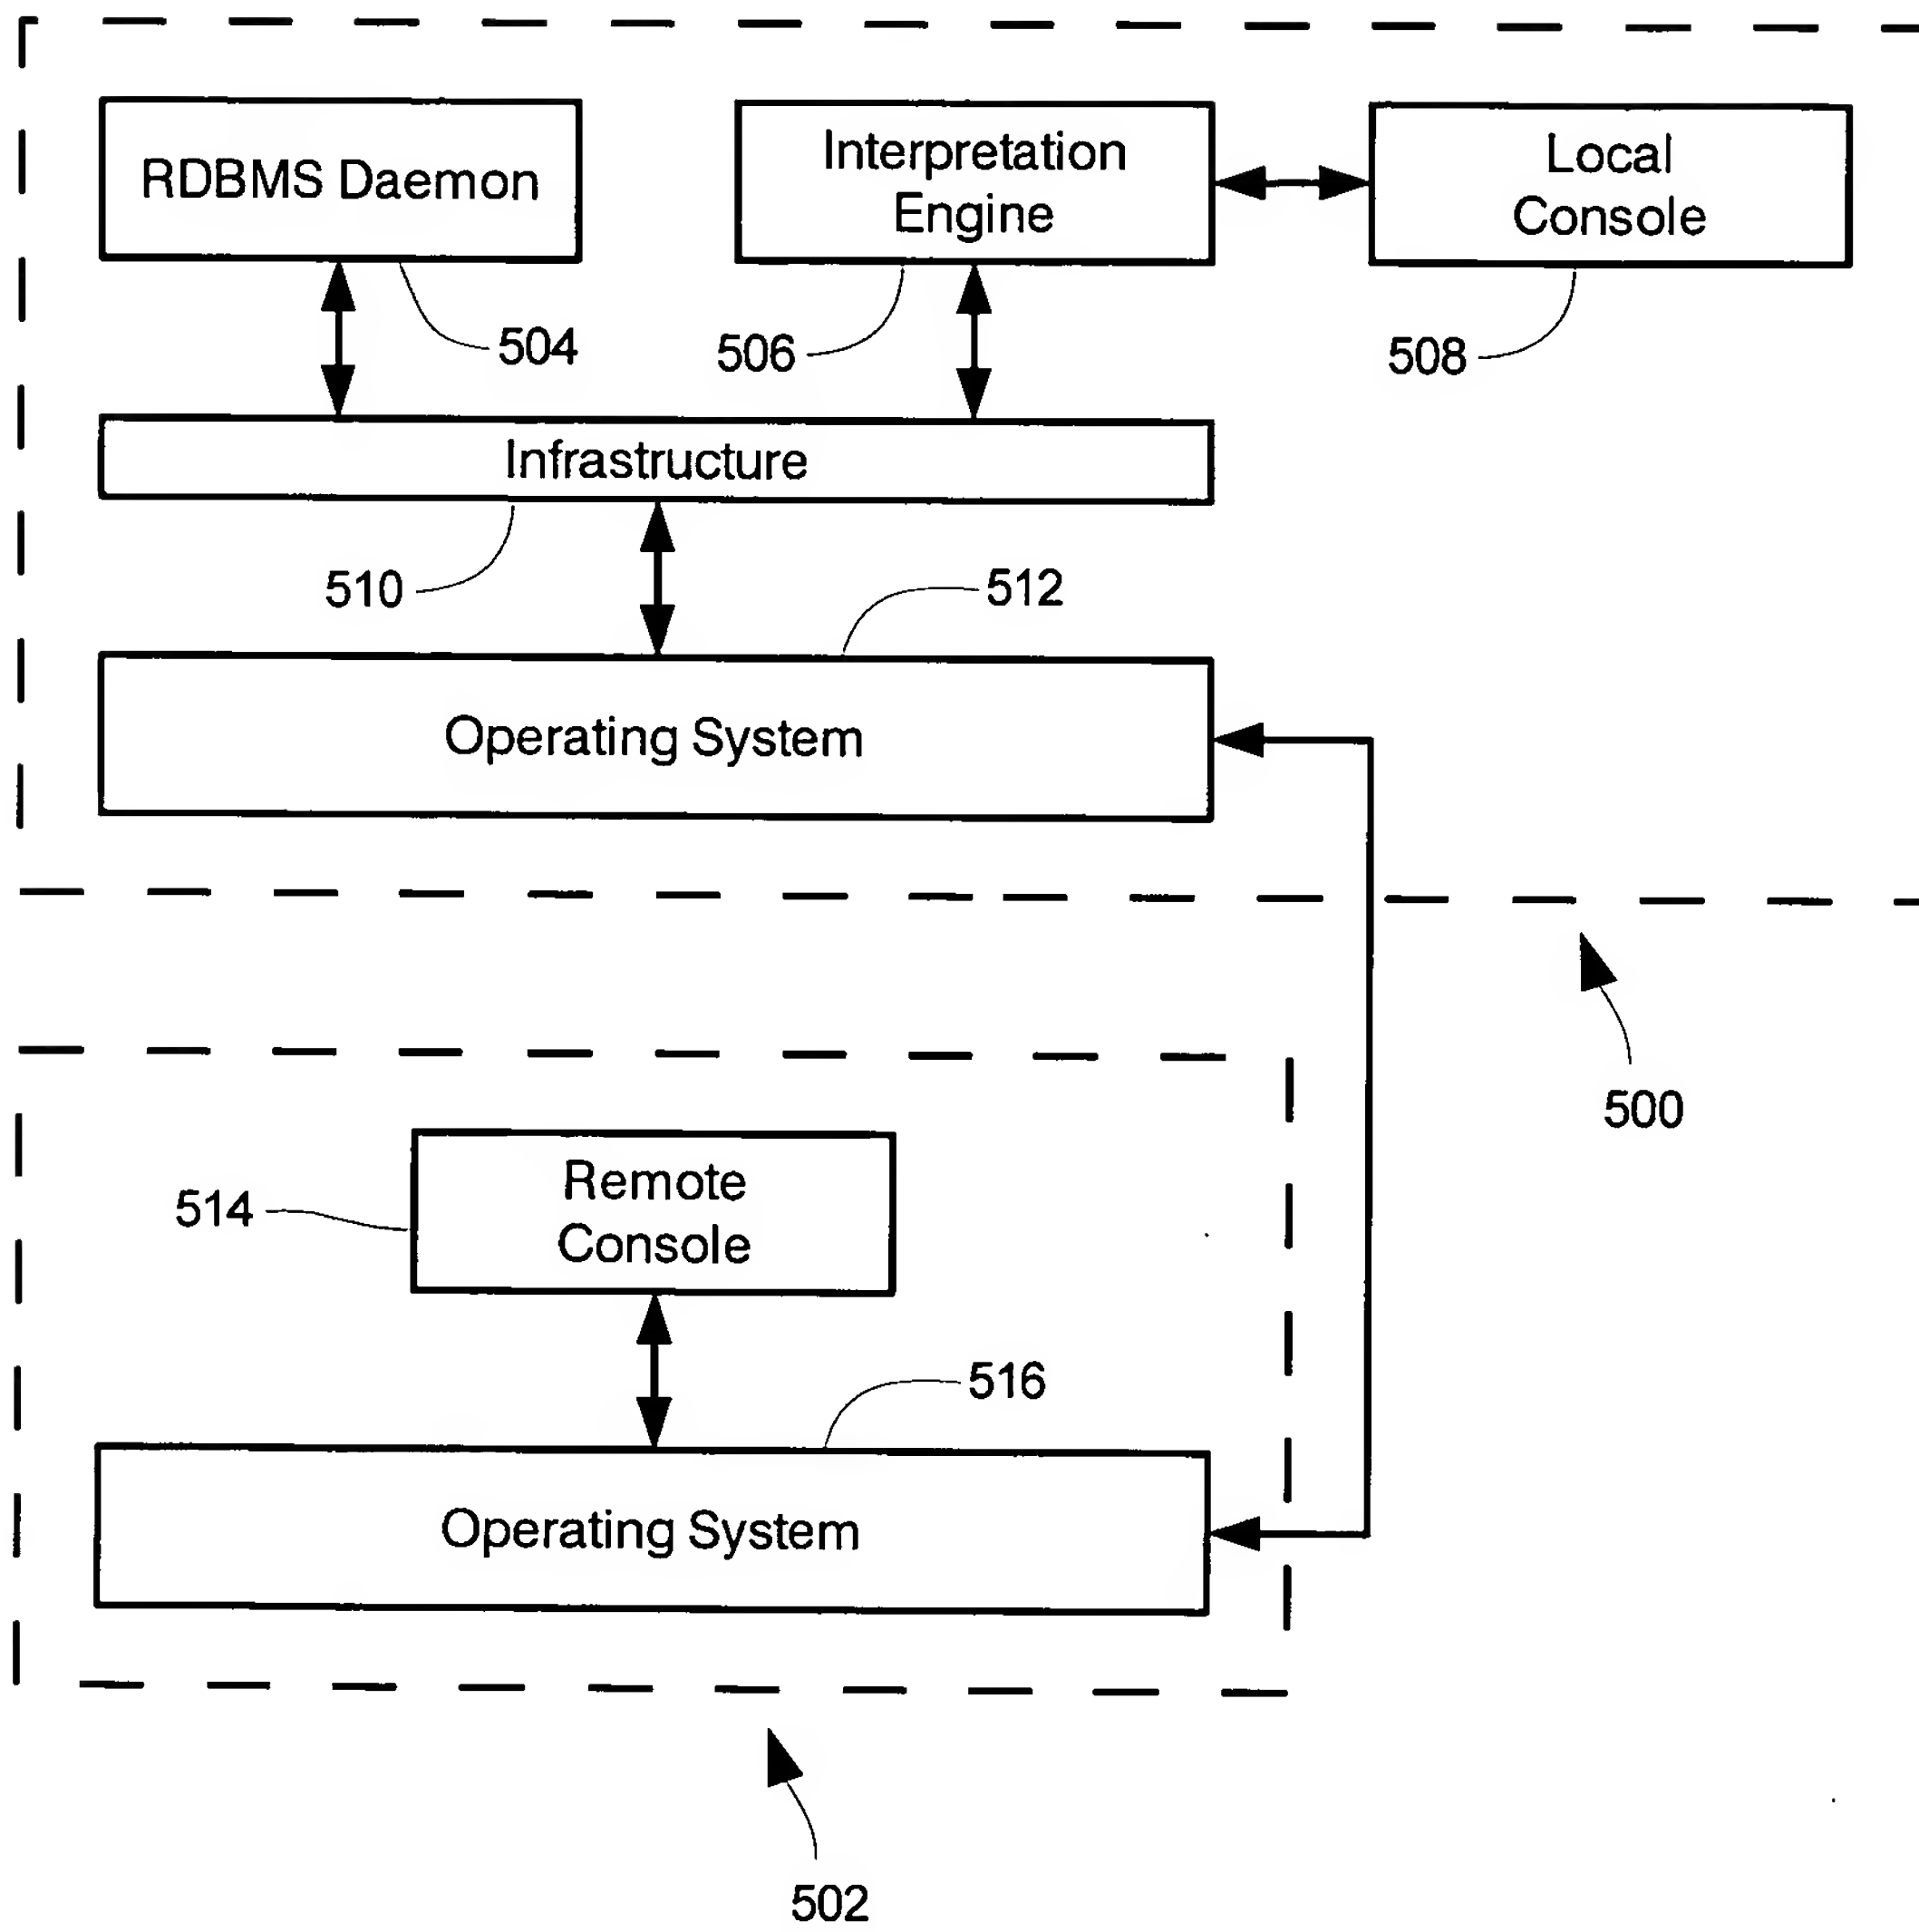 RDBMS Daemon
Interpretation
Engine
Local
Console
504
506
508
Infrastructure
510
512
Operating System
500
Remote
Console
514
516
Operating System
502